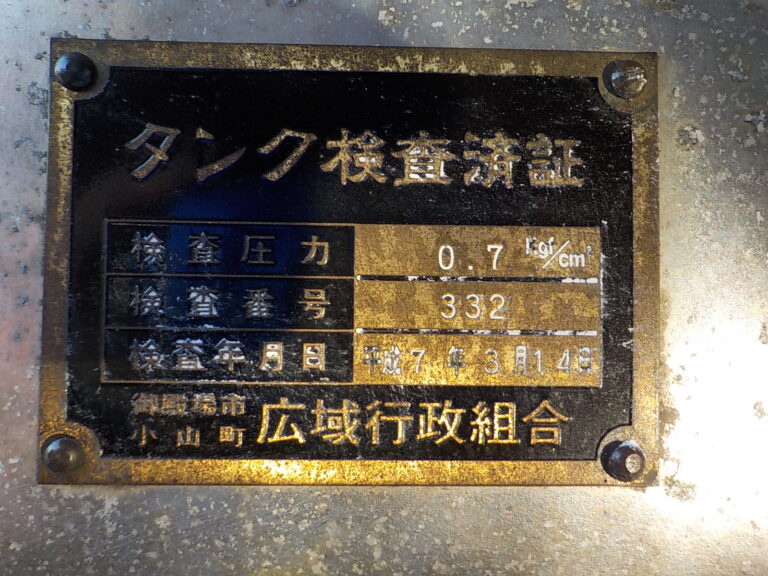 タンク検査済証
検査圧力 0.7 Kgf/cm²
検査番号 332
検査年月日 平成7年3月14日
御殿場市
小山町 広域行政組合